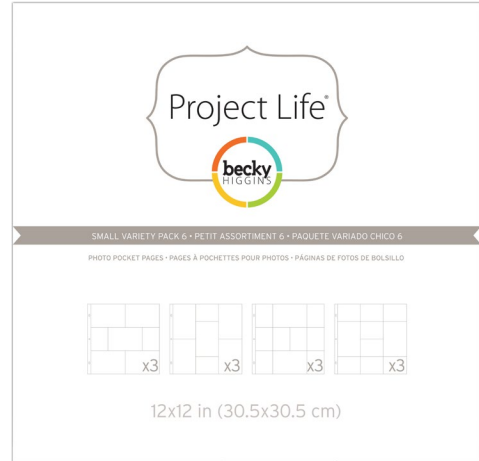 Project Life®
becky
HIGGINS
SMALL VARIETY PACK 6 • PETIT ASSORTIMENT 6 • PAQUETE VARIADO CHICO 6
PHOTO POCKET PAGES • PAGES À POCHETTES POUR PHOTOS • PÁGINAS DE FOTOS DE BOLSILLO
x3 x3 x3 x3
12x12 in (30.5x30.5 cm)